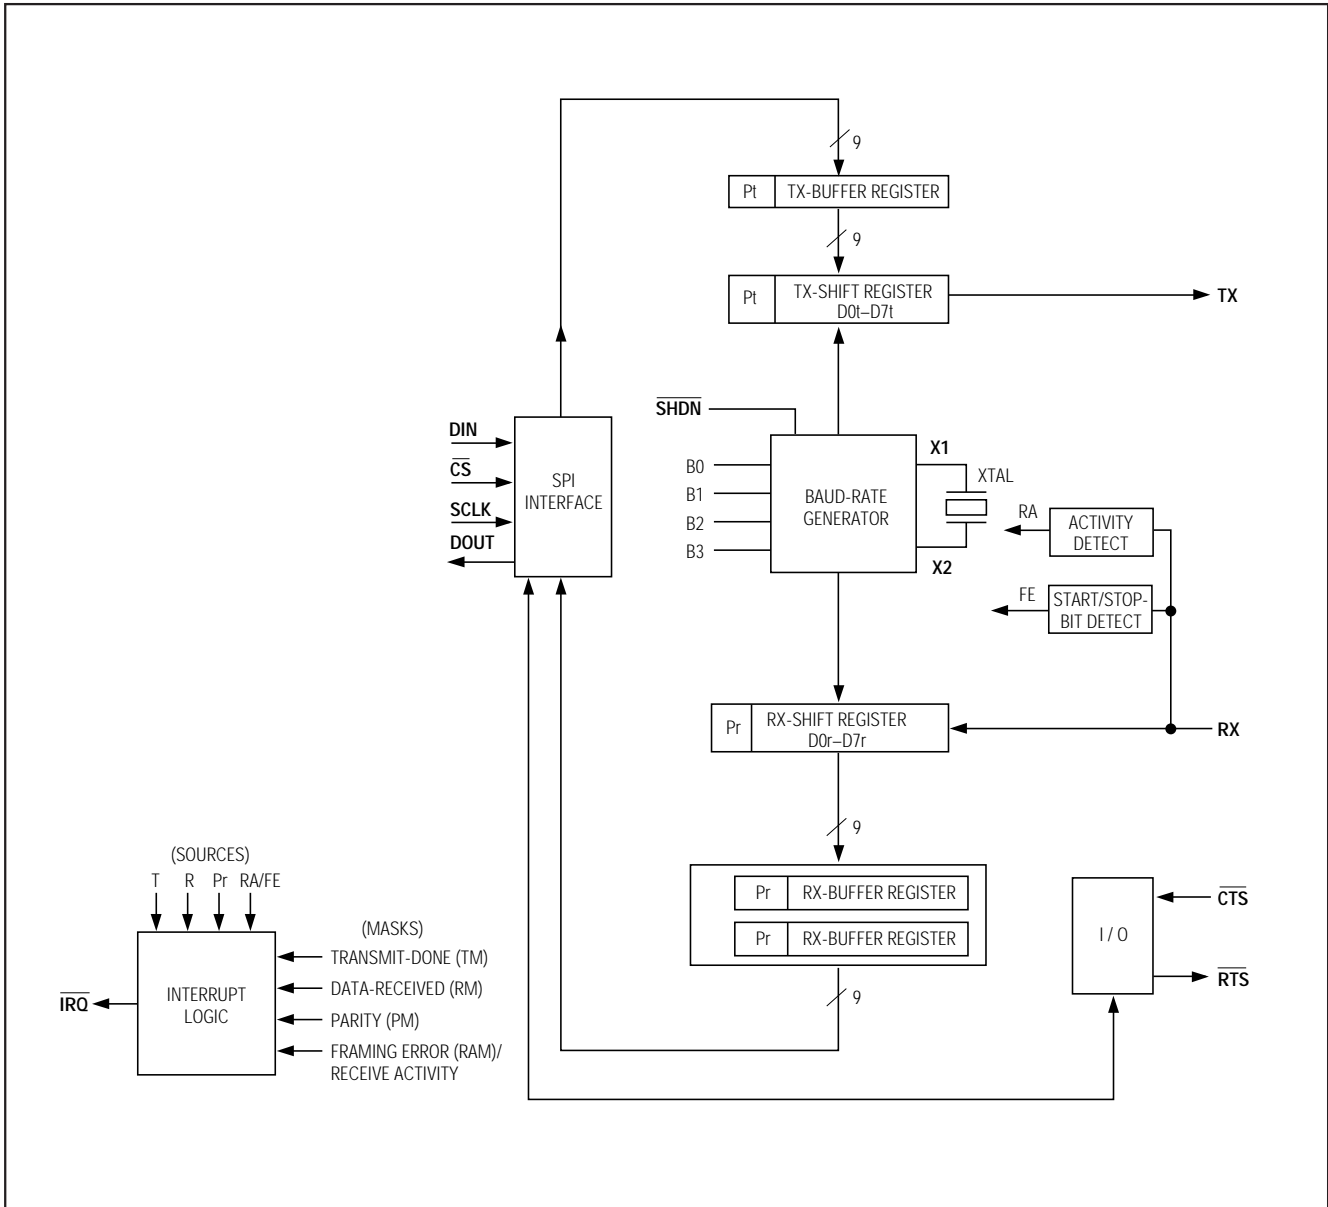 9
Pt TX-BUFFER REGISTER
9
Pt TX-SHIFT REGISTER
D0t–D7t
TX
SHDN
DIN
CS
SCLK
DOUT
SPI
INTERFACE
B0
B1
B2
B3
BAUD-RATE
GENERATOR
X1
XTAL
X2
RA
ACTIVITY
DETECT
FE
START/STOP-
BIT DETECT
Pr RX-SHIFT REGISTER
D0r–D7r
RX
9
Pr RX-BUFFER REGISTER
Pr RX-BUFFER REGISTER
9
I / O
CTS
RTS
(SOURCES)
T R Pr RA/FE
(MASKS)
TRANSMIT-DONE (TM)
DATA-RECEIVED (RM)
PARITY (PM)
FRAMING ERROR (RAM)/
RECEIVE ACTIVITY
IRQ
INTERRUPT
LOGIC